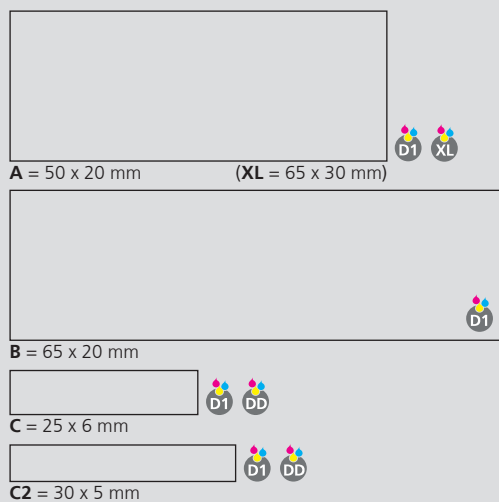 D1 XL
A = 50 x 20 mm (XL = 65 x 30 mm)
D1
B = 65 x 20 mm
D1 DD
C = 25 x 6 mm
D1 DD
C2 = 30 x 5 mm